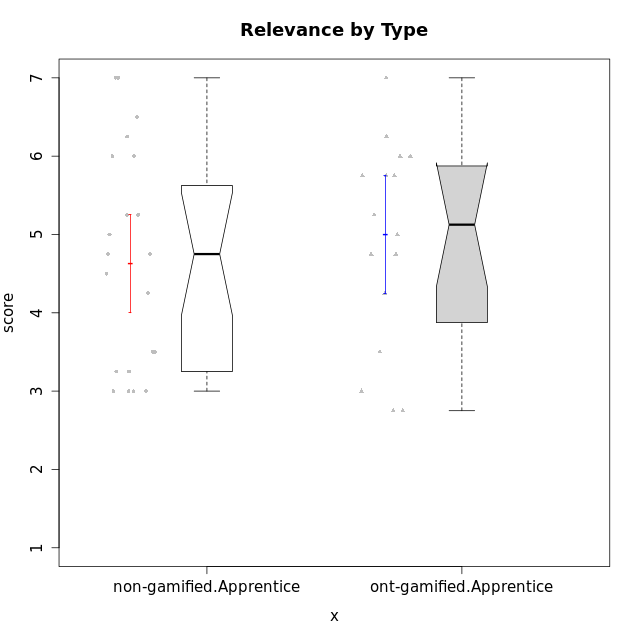 Relevance by Type
7
6
5
4
3
2
1
score
non-gamified.Apprentice
ont-gamified.Apprentice
x